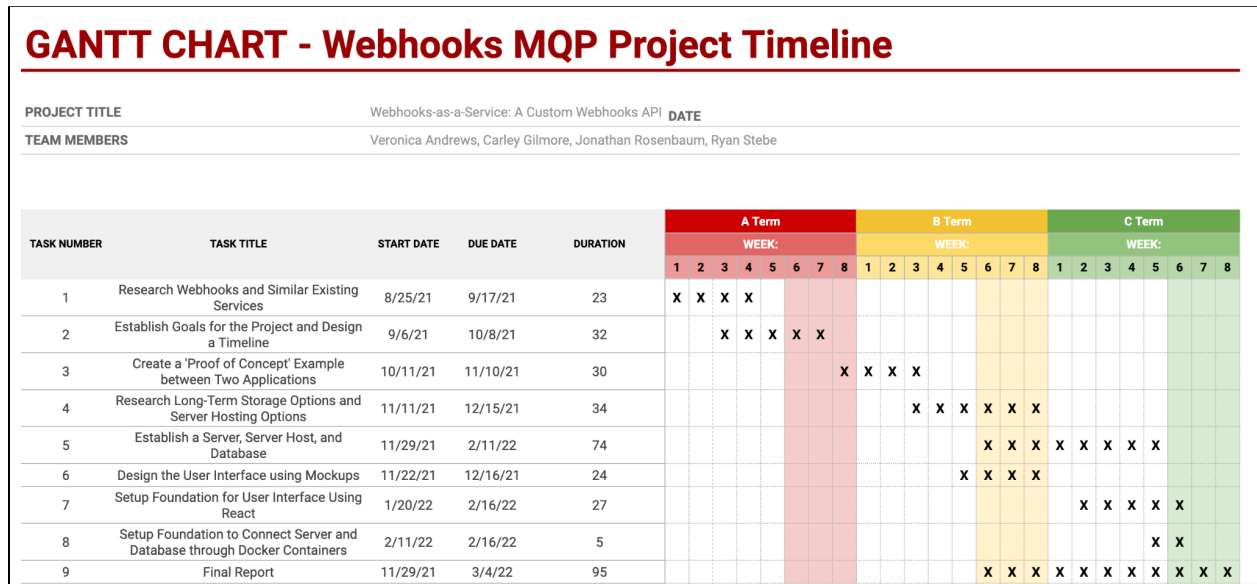 GANTT CHART - Webhooks MQP Project Timeline
PROJECT TITLE Webhooks-as-a-Service: A Custom Webhooks API DATE
TEAM MEMBERS Veronica Andrews, Carley Gilmore, Jonathan Rosenbaum, Ryan Stebe
A Term B Term C Term
TASK NUMBER TASK TITLE START DATE DUE DATE DURATION WEEK: WEEK: WEEK:
1 2 3 4 5 6 7 8 1 2 3 4 5 6 7 8 1 2 3 4 5 6 7 8
1 Research Webhooks and Similar Existing
Services 8/25/21 9/17/21 23 X X X X
2 Establish Goals for the Project and Design
a Timeline 9/6/21 10/8/21 32 X X X X X
3 Create a 'Proof of Concept' Example
between Two Applications 10/11/21 11/10/21 30 X X X X
4 Research Long-Term Storage Options and
Server Hosting Options 11/11/21 12/15/21 34 X X X X X X
5 Establish a Server, Server Host, and
Database 11/29/21 2/11/22 74 X X X X X X X X
6 Design the User Interface using Mockups 11/22/21 12/16/21 24 X X X X
7 Setup Foundation for User Interface Using
React 1/20/22 2/16/22 27 X X X X X
8 Setup Foundation to Connect Server and
Database through Docker Containers 2/11/22 2/16/22 5 X X
9 Final Report 11/29/21 3/4/22 95 X X X X X X X X X X X